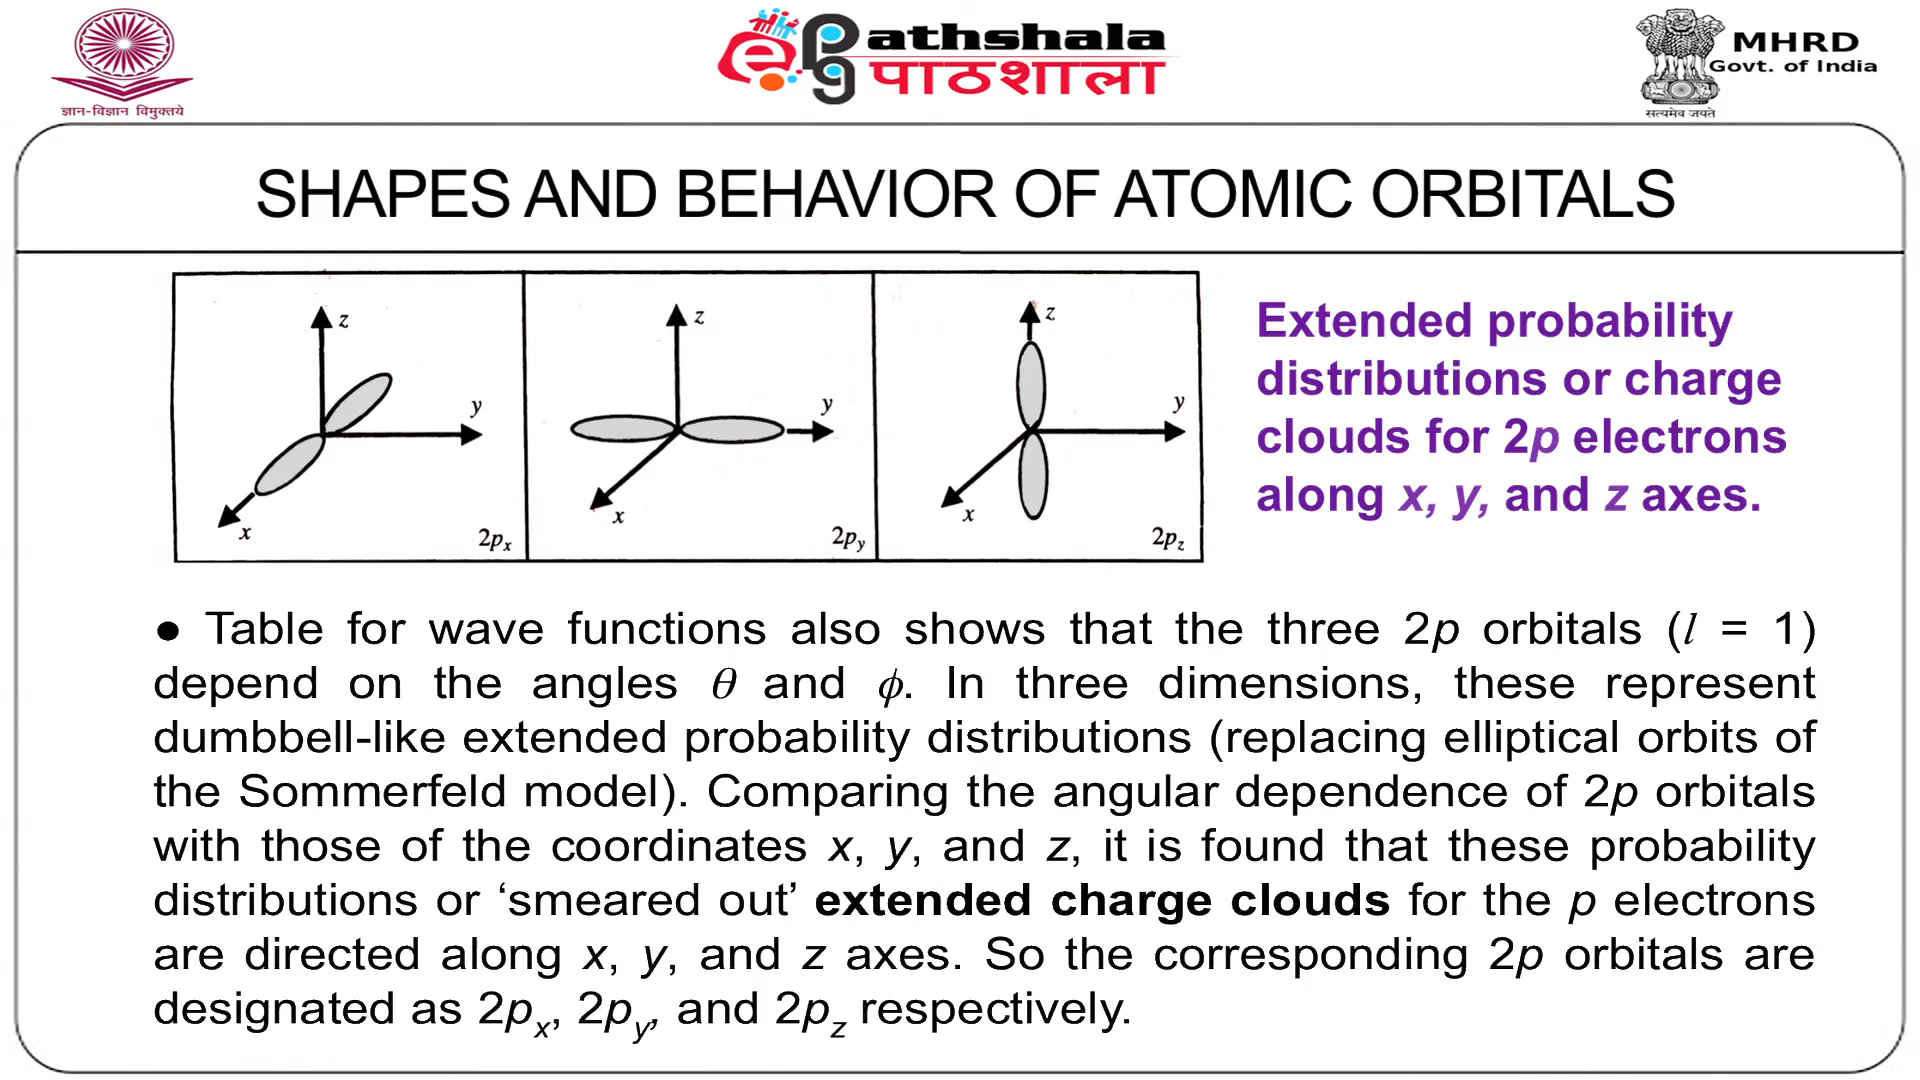 ज्ञान-विज्ञान विमुक्तये
ePathshala
पाठशाला
MHRD
Govt. of India
सत्यमेव जयते
SHAPES AND BEHAVIOR OF ATOMIC ORBITALS
z
y
x
2pₓ
z
y
x
2p_y
z
y
x
2p_z
Extended probability
distributions or charge
clouds for 2p electrons
along x, y, and z axes.
● Table for wave functions also shows that the three 2p orbitals (l = 1)
depend on the angles θ and ϕ. In three dimensions, these represent
dumbbell-like extended probability distributions (replacing elliptical orbits of
the Sommerfeld model). Comparing the angular dependence of 2p orbitals
with those of the coordinates x, y, and z, it is found that these probability
distributions or ‘smeared out’ extended charge clouds for the p electrons
are directed along x, y, and z axes. So the corresponding 2p orbitals are
designated as 2pₓ, 2p_y, and 2p_z respectively.